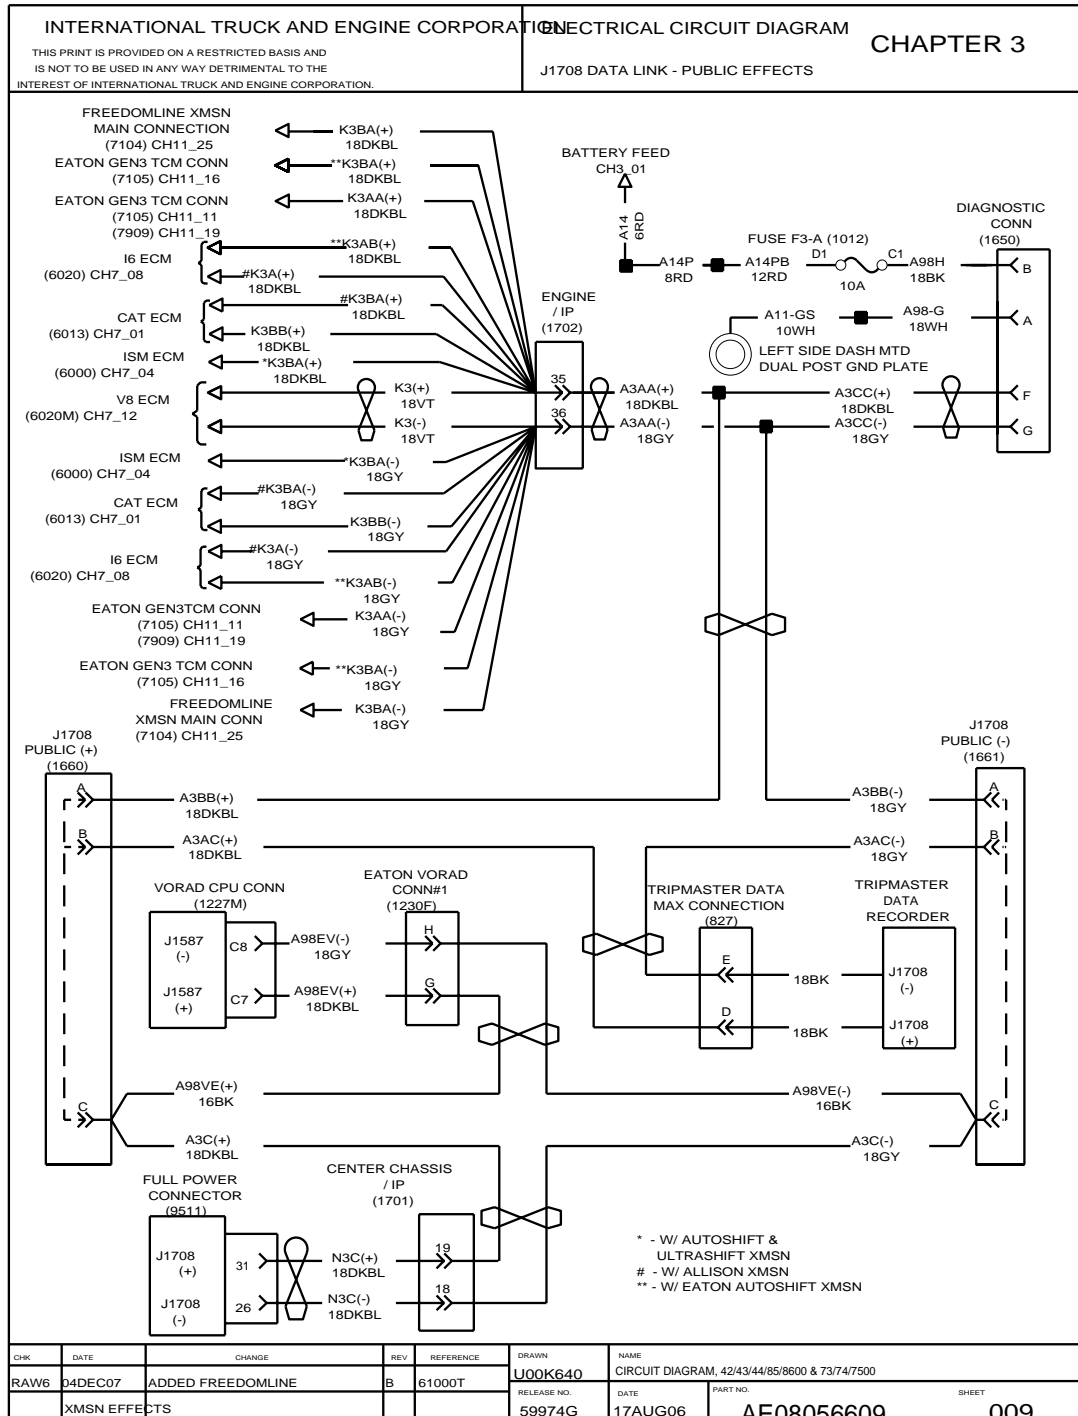 INTERNATIONAL TRUCK AND ENGINE CORPORATION
THIS PRINT IS PROVIDED ON A RESTRICTED BASIS AND
IS NOT TO BE USED IN ANY WAY DETRIMENTAL TO THE
INTEREST OF INTERNATIONAL TRUCK AND ENGINE CORPORATION.
ELECTRICAL CIRCUIT DIAGRAM
J1708 DATA LINK - PUBLIC EFFECTS
CHAPTER 3
FREEDOMLINE XMSN
MAIN CONNECTION
(7104) CH11_25
K3BA(+)
18DKBL
EATON GEN3 TCM CONN
(7105) CH11_16
**K3BA(+)
18DKBL
EATON GEN3 TCM CONN
(7105) CH11_11
(7909) CH11_19
K3AA(+)
18DKBL
I6 ECM
(6020) CH7_08
**K3AB(+)
18DKBL
#K3A(+)
18DKBL
CAT ECM
(6013) CH7_01
#K3BA(+)
18DKBL
K3BB(+)
18DKBL
ISM ECM
(6000) CH7_04
*K3BA(+)
18DKBL
V8 ECM
(6020M) CH7_12
K3(+)
18VT
K3(-)
18VT
ISM ECM
(6000) CH7_04
*K3BA(-)
18GY
CAT ECM
(6013) CH7_01
#K3BA(-)
18GY
K3BB(-)
18GY
I6 ECM
(6020) CH7_08
#K3A(-)
18GY
**K3AB(-)
18GY
EATON GEN3TCM CONN
(7105) CH11_11
(7909) CH11_19
K3AA(-)
18GY
EATON GEN3 TCM CONN
(7105) CH11_16
**K3BA(-)
18GY
FREEDOMLINE
XMSN MAIN CONN
(7104) CH11_25
K3BA(-)
18GY
ENGINE
/ IP
(1702)
35
36
BATTERY FEED
CH3_01
A14
6RD
A14P
8RD
A14PB
12RD
FUSE F3-A (1012)
D1
C1
10A
A98H
18BK
DIAGNOSTIC
CONN
(1650)
B
A
F
G
A11-GS
10WH
A98-G
18WH
LEFT SIDE DASH MTD
DUAL POST GND PLATE
A3AA(+)
18DKBL
A3CC(+)
18DKBL
A3AA(-)
18GY
A3CC(-)
18GY
J1708
PUBLIC (+)
(1660)
A
B
C
J1708
PUBLIC (-)
(1661)
A
B
C
A3BB(+)
18DKBL
A3BB(-)
18GY
A3AC(+)
18DKBL
A3AC(-)
18GY
VORAD CPU CONN
(1227M)
J1587
(-)
J1587
(+)
C8
C7
A98EV(-)
18GY
A98EV(+)
18DKBL
EATON VORAD
CONN#1
(1230F)
H
G
TRIPMASTER DATA
MAX CONNECTION
(827)
E
D
18BK
18BK
TRIPMASTER
DATA
RECORDER
J1708
(-)
J1708
(+)
A98VE(+)
16BK
A98VE(-)
16BK
A3C(+)
18DKBL
A3C(-)
18GY
FULL POWER
CONNECTOR
(9511)
J1708
(+)
J1708
(-)
31
26
N3C(+)
18DKBL
N3C(-)
18DKBL
CENTER CHASSIS
/ IP
(1701)
19
18
* - W/ AUTOSHIFT &
ULTRASHIFT XMSN
# - W/ ALLISON XMSN
** - W/ EATON AUTOSHIFT XMSN
CHK DATE CHANGE REV REFERENCE
RAW6 04DEC07 ADDED FREEDOMLINE B 61000T
XMSN EFFECTS
DRAWN
U00K640
NAME
CIRCUIT DIAGRAM, 42/43/44/85/8600 & 73/74/7500
RELEASE NO.
59974G
DATE
17AUG06
PART NO.
AE08056609
SHEET
009